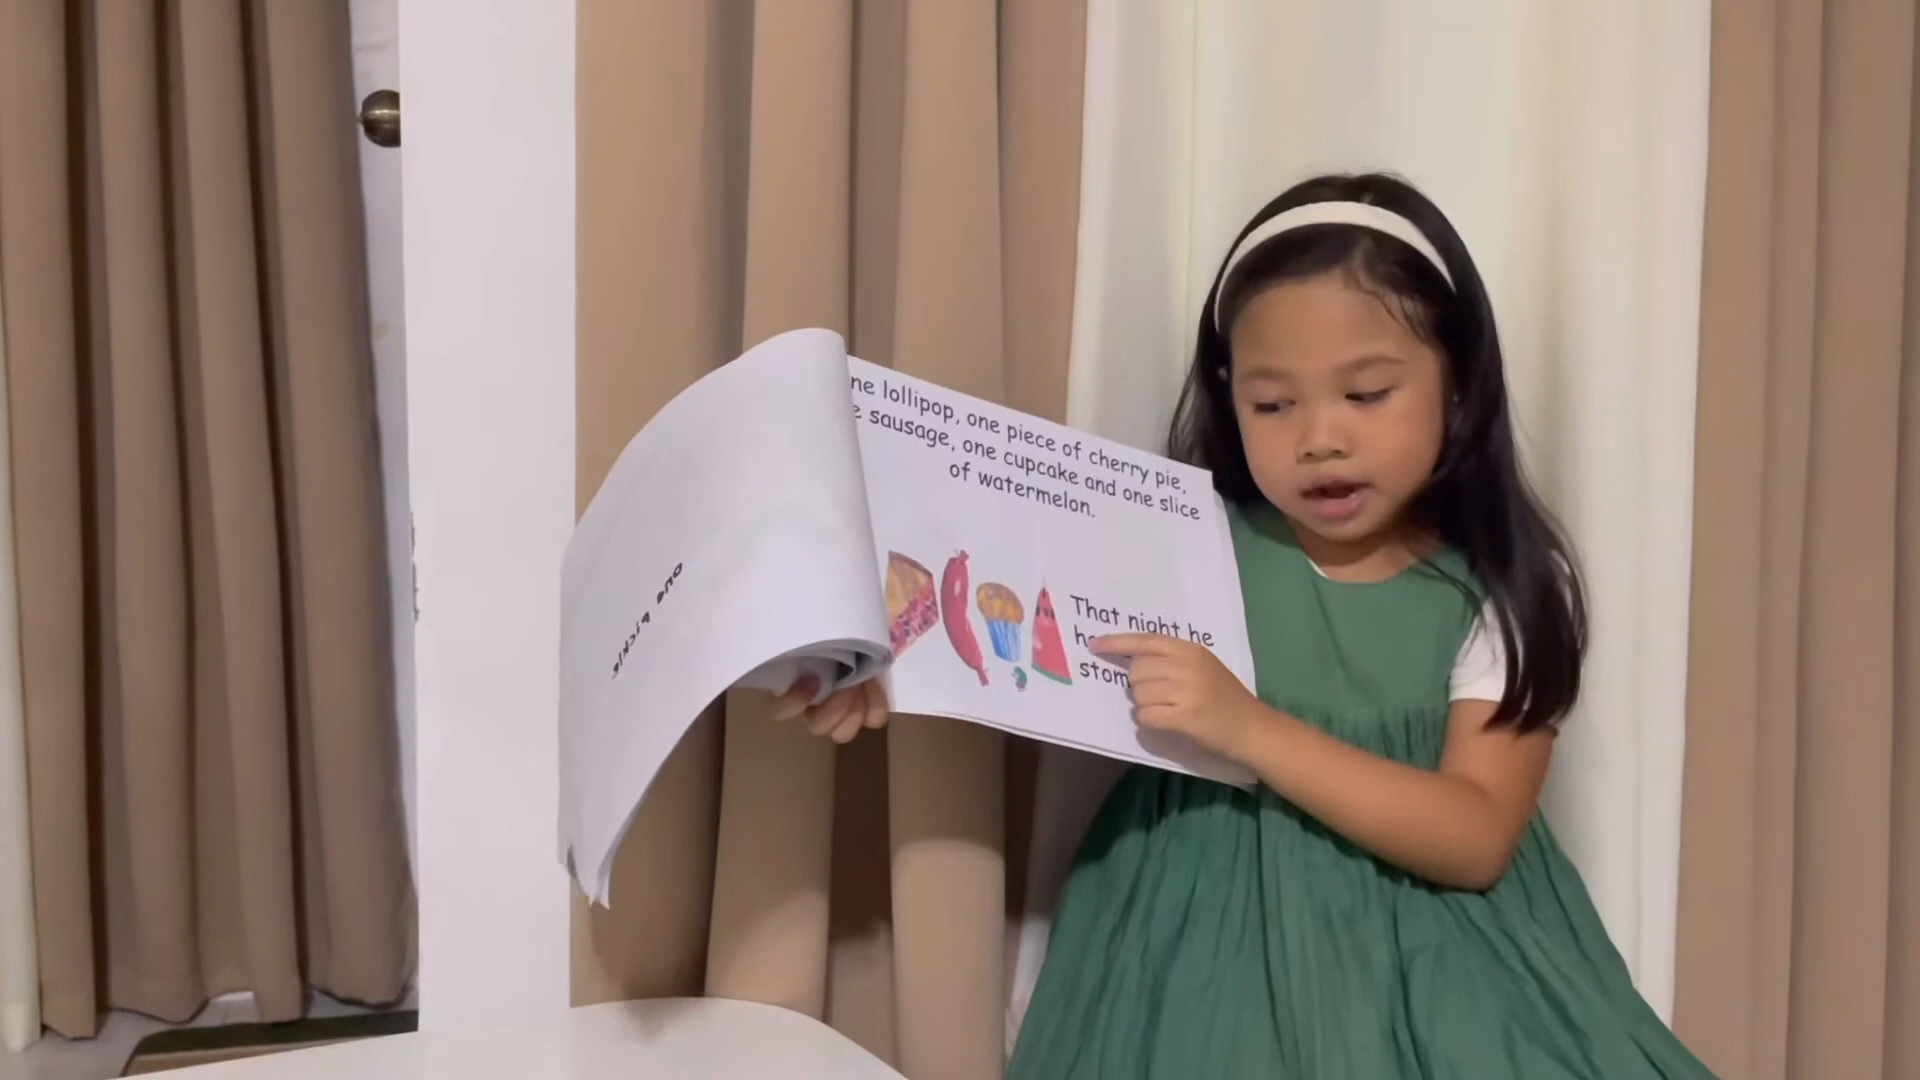 ne lollipop, one piece of cherry pie,
e sausage, one cupcake and one slice
of watermelon.
That night he
stom
one pickle